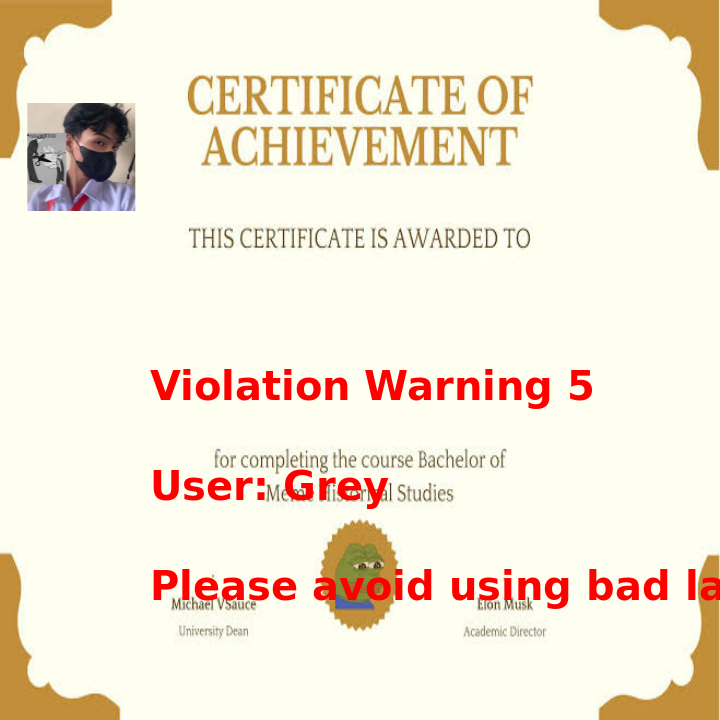 CERTIFICATE OF
ACHIEVEMENT
THIS CERTIFICATE IS AWARDED TO
Violation Warning 5
for completing the course Bachelor of
User: Grey
Meme Historical Studies
Please avoid using bad la
Michael VSauce
Elon Musk
University Dean
Academic Director